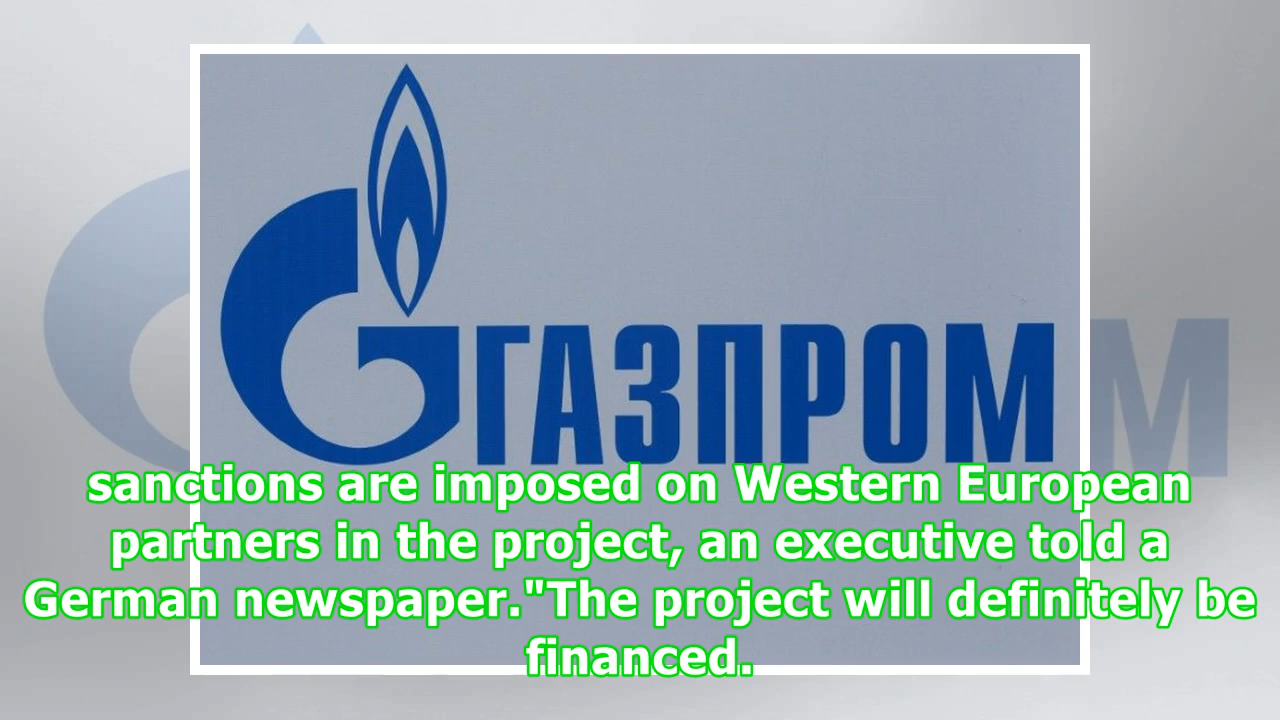 ГАЗПРОМ
sanctions are imposed on Western European
partners in the project, an executive told a
German newspaper."The project will definitely be
financed.
М